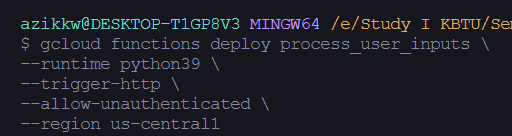 azikkw@DESKTOP-T1GP8V3 MINGW64 /e/Study I KBTU/Se
$ gcloud functions deploy process_user_inputs \
--runtime python39 \
--trigger-http \
--allow-unauthenticated \
--region us-central1